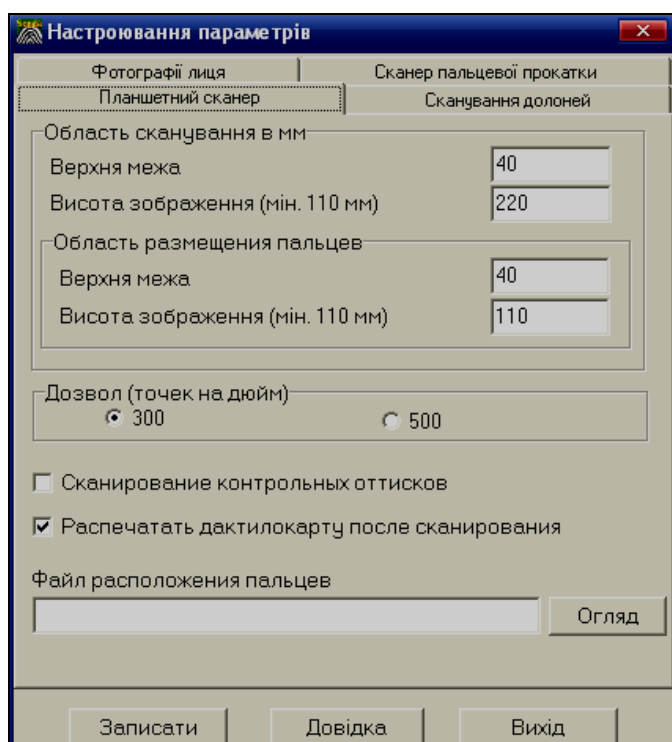 Настроювання параметрів
Фотографії лиця
Сканер пальцевої прокатки
Планшетний сканер
Сканування долоней
Область сканування в мм
Верхня межа 40
Висота зображення (мін. 110 мм) 220
Область размещения пальцев
Верхня межа 40
Висота зображення (мін. 110 мм) 110
Дозвол (точек на дюйм)
300 500
Сканирование контрольных оттисков
Распечатать дактилокарту после сканирования
Файл расположения пальцев
Огляд
Записати Довідка Вихід